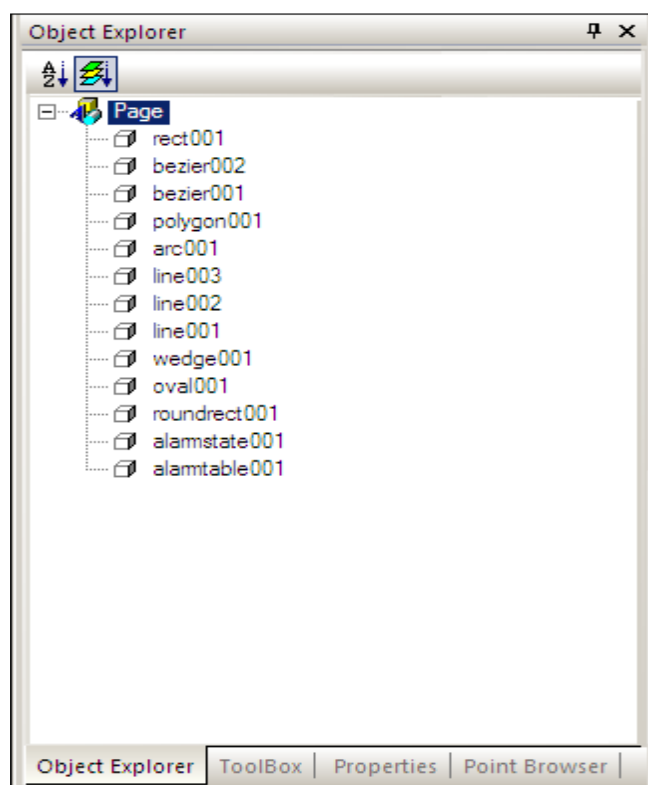 Object Explorer
Page
rect001
bezier002
bezier001
polygon001
arc001
line003
line002
line001
wedge001
oval001
roundrect001
alarmstate001
alarmtable001
Object Explorer ToolBox Properties Point Browser